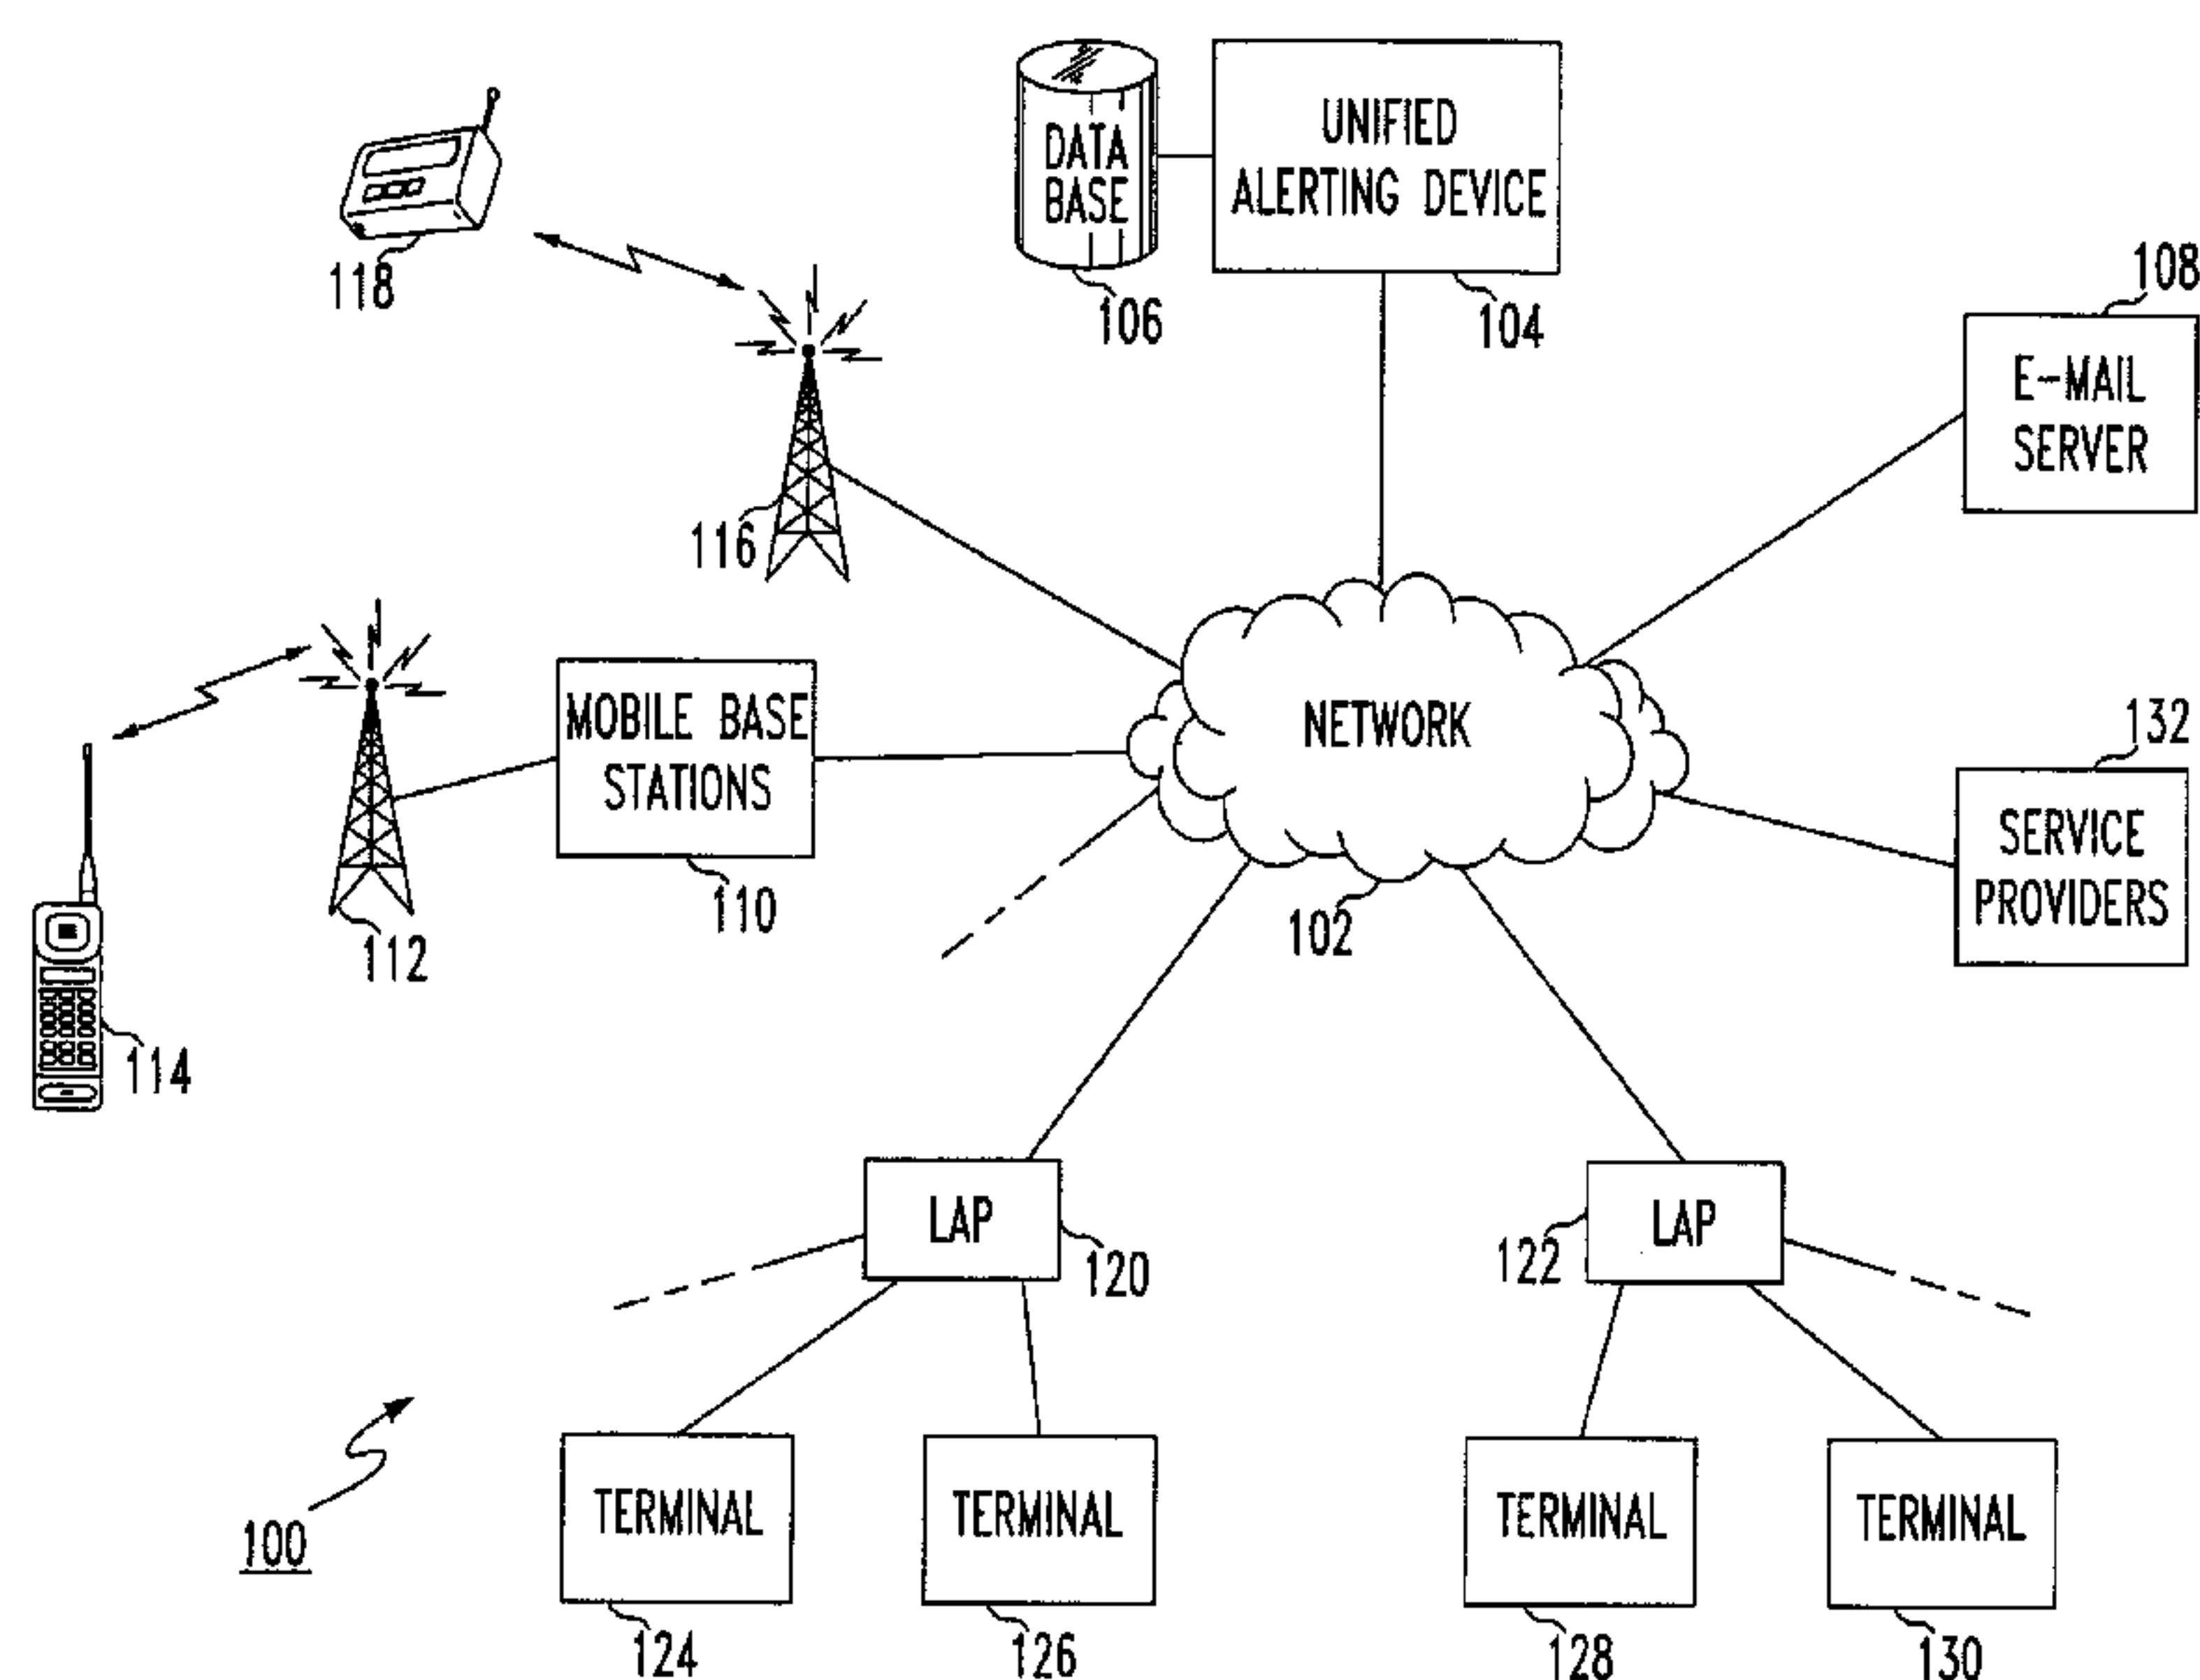 DATA
BASE
UNIFIED
ALERTING DEVICE
118
106
104
108
E-MAIL
SERVER
116
MOBILE BASE
STATIONS
NETWORK
132
SERVICE
PROVIDERS
110
112
102
114
LAP
120
122
LAP
100
TERMINAL
TERMINAL
TERMINAL
TERMINAL
124
126
128
130